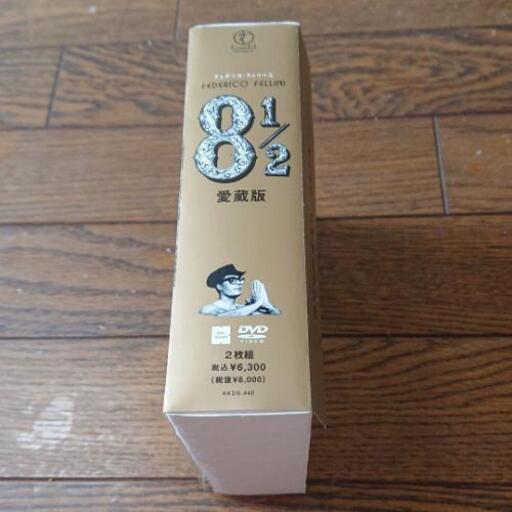 フェデリコ・フェリーニ
FEDERICO FELLINI
8 1/2
愛蔵版
DVD
VIDEO
2枚組
税込¥6,300
(税抜¥6,000)